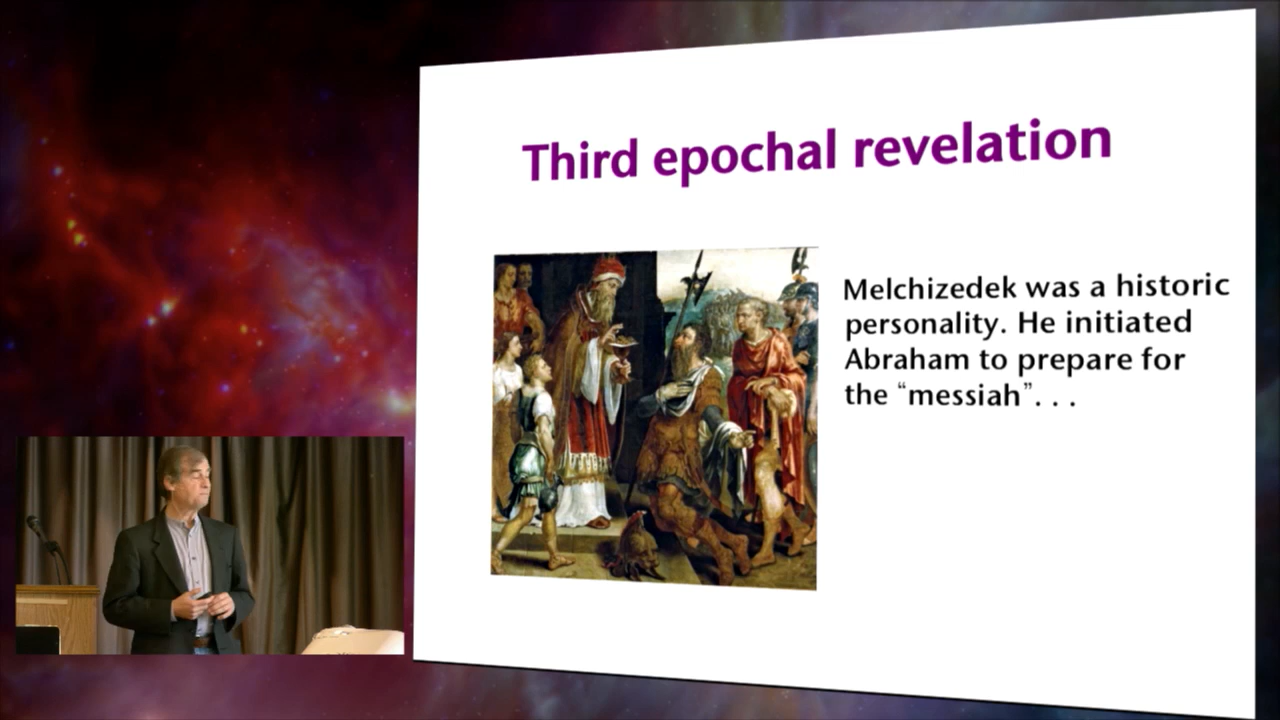 Third epochal revelation
Melchizedek was a historic
personality. He initiated
Abraham to prepare for
the “messiah”. . .